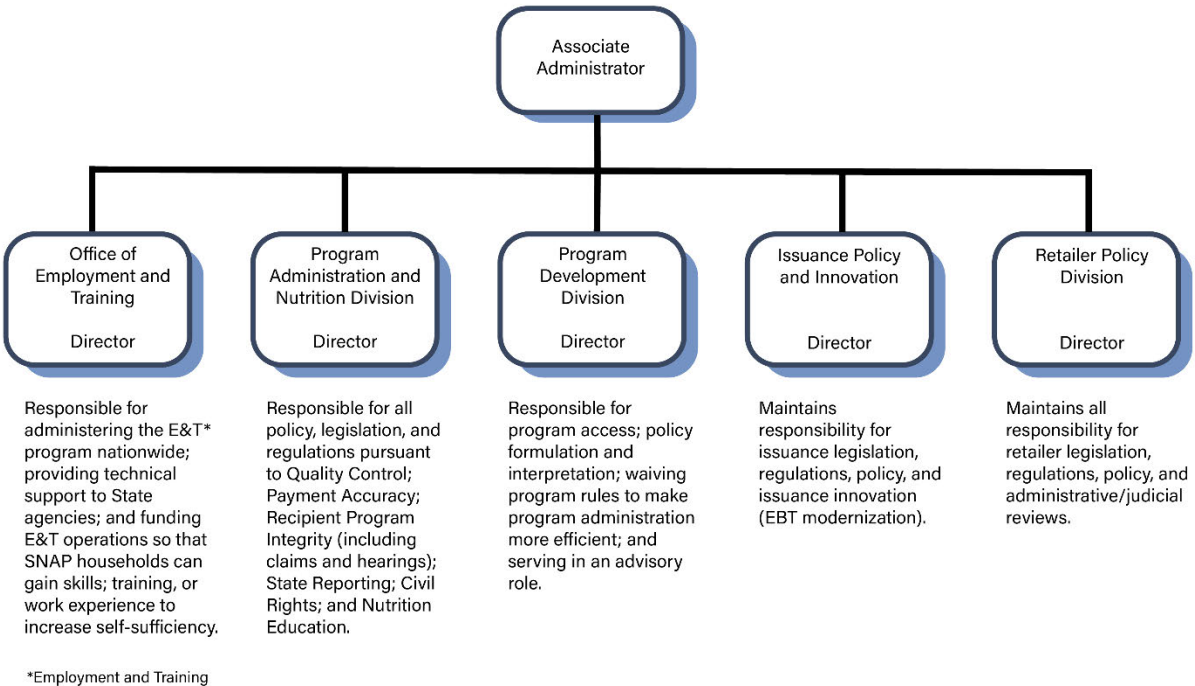 Associate
Administrator
Office of
Employment and
Training
Director
Program
Administration and
Nutrition Division
Director
Program
Development
Division
Director
Issuance Policy
and Innovation
Director
Retailer Policy
Division
Director
Responsible for
administering the E&T*
program nationwide;
providing technical
support to State
agencies; and funding
E&T operations so that
SNAP households can
gain skills; training, or
work experience to
increase self-sufficiency.
Responsible for all
policy, legislation, and
regulations pursuant
to Quality Control;
Payment Accuracy;
Recipient Program
Integrity (including
claims and hearings);
State Reporting; Civil
Rights; and Nutrition
Education.
Responsible for
program access; policy
formulation and
interpretation; waiving
program rules to make
program administration
more efficient; and
serving in an advisory
role.
Maintains
responsibility for
issuance legislation,
regulations, policy, and
issuance innovation
(EBT modernization).
Maintains all
responsibility for
retailer legislation,
regulations, policy, and
administrative/judicial
reviews.
*Employment and Training